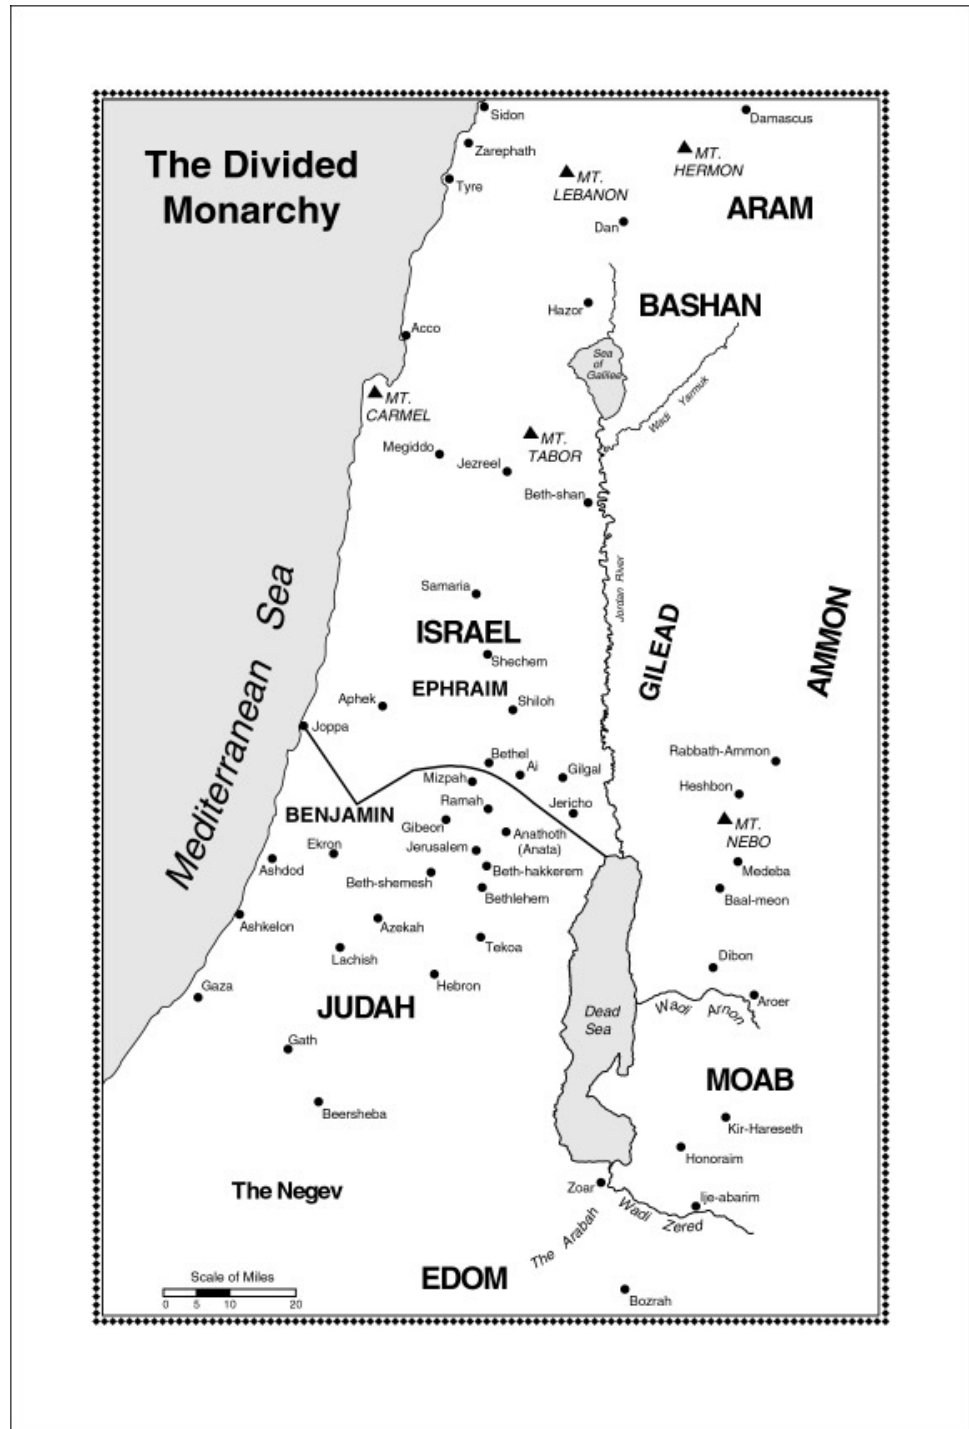 Sidon
Damascus
Zarephath
The Divided
Monarchy
MT.
HERMON
MT.
LEBANON
Tyre
ARAM
Dan
BASHAN
Hazor
Acco
Sea
of
Galilee
Wadi Yarmuk
MT.
CARMEL
MT.
TABOR
Megiddo
Jezreel
Beth-shan
Jordan River
Samaria
ISRAEL
Shechem
GILEAD
AMMON
EPHRAIM
Aphek
Shiloh
Joppa
Mediterranean Sea
Bethel
Ai
Gilgal
Rabbath-Ammon
Mizpah
Heshbon
Ramah
Jericho
BENJAMIN
Gibeon
Anathoth
(Anata)
MT.
NEBO
Ekron
Jerusalem
Ashdod
Beth-hakkerem
Medeba
Beth-shemesh
Bethlehem
Baal-meon
Ashkelon
Azekah
Tekoa
Lachish
Dibon
Hebron
Gaza
Aroer
Wadi Arnon
JUDAH
Dead
Sea
Gath
MOAB
Beersheba
Kir-Hareseth
Honoraim
The Negev
Zoar
Ije-abarim
Wadi Zered
The Arabah
EDOM
Scale of Miles
0 5 10 20
Bozrah